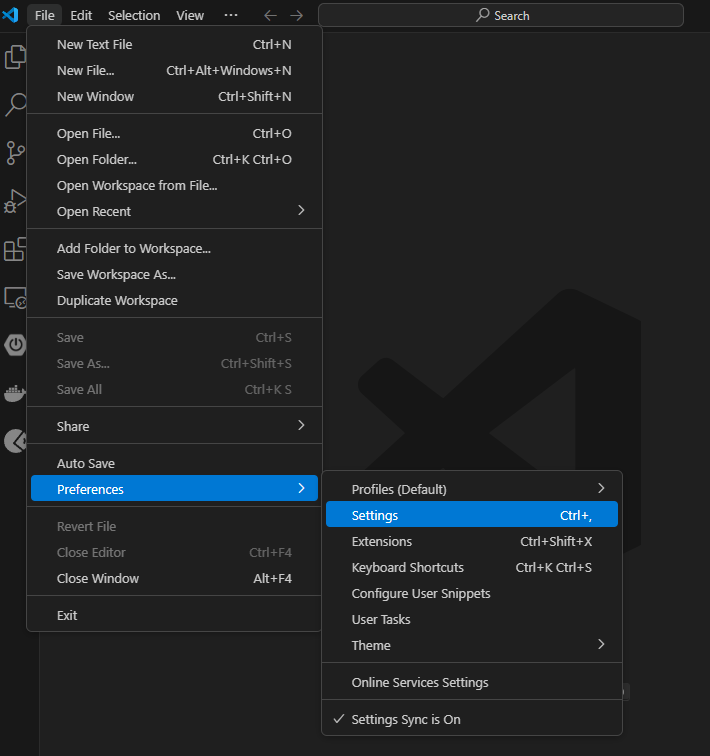 File Edit Selection View ... Search
New Text File Ctrl+N
New File... Ctrl+Alt+Windows+N
New Window Ctrl+Shift+N
Open File... Ctrl+O
Open Folder... Ctrl+K Ctrl+O
Open Workspace from File...
Open Recent
Add Folder to Workspace...
Save Workspace As...
Duplicate Workspace
Save Ctrl+S
Save As... Ctrl+Shift+S
Save All Ctrl+K S
Share
Auto Save
Preferences
Revert File
Close Editor Ctrl+F4
Close Window Alt+F4
Exit
Profiles (Default)
Settings Ctrl+,
Extensions Ctrl+Shift+X
Keyboard Shortcuts Ctrl+K Ctrl+S
Configure User Snippets
User Tasks
Theme
Online Services Settings
Settings Sync is On